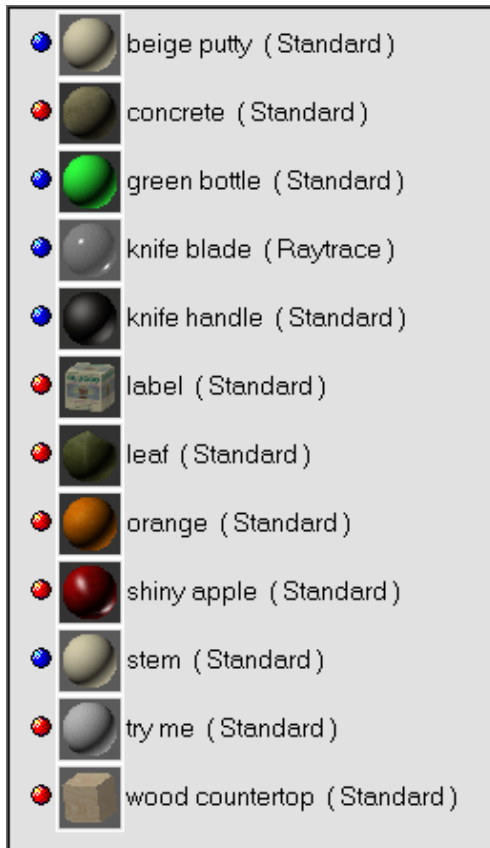 beige putty (Standard)
concrete (Standard)
green bottle (Standard)
knife blade (Raytrace)
knife handle (Standard)
label (Standard)
leaf (Standard)
orange (Standard)
shiny apple (Standard)
stem (Standard)
try me (Standard)
wood countertop (Standard)